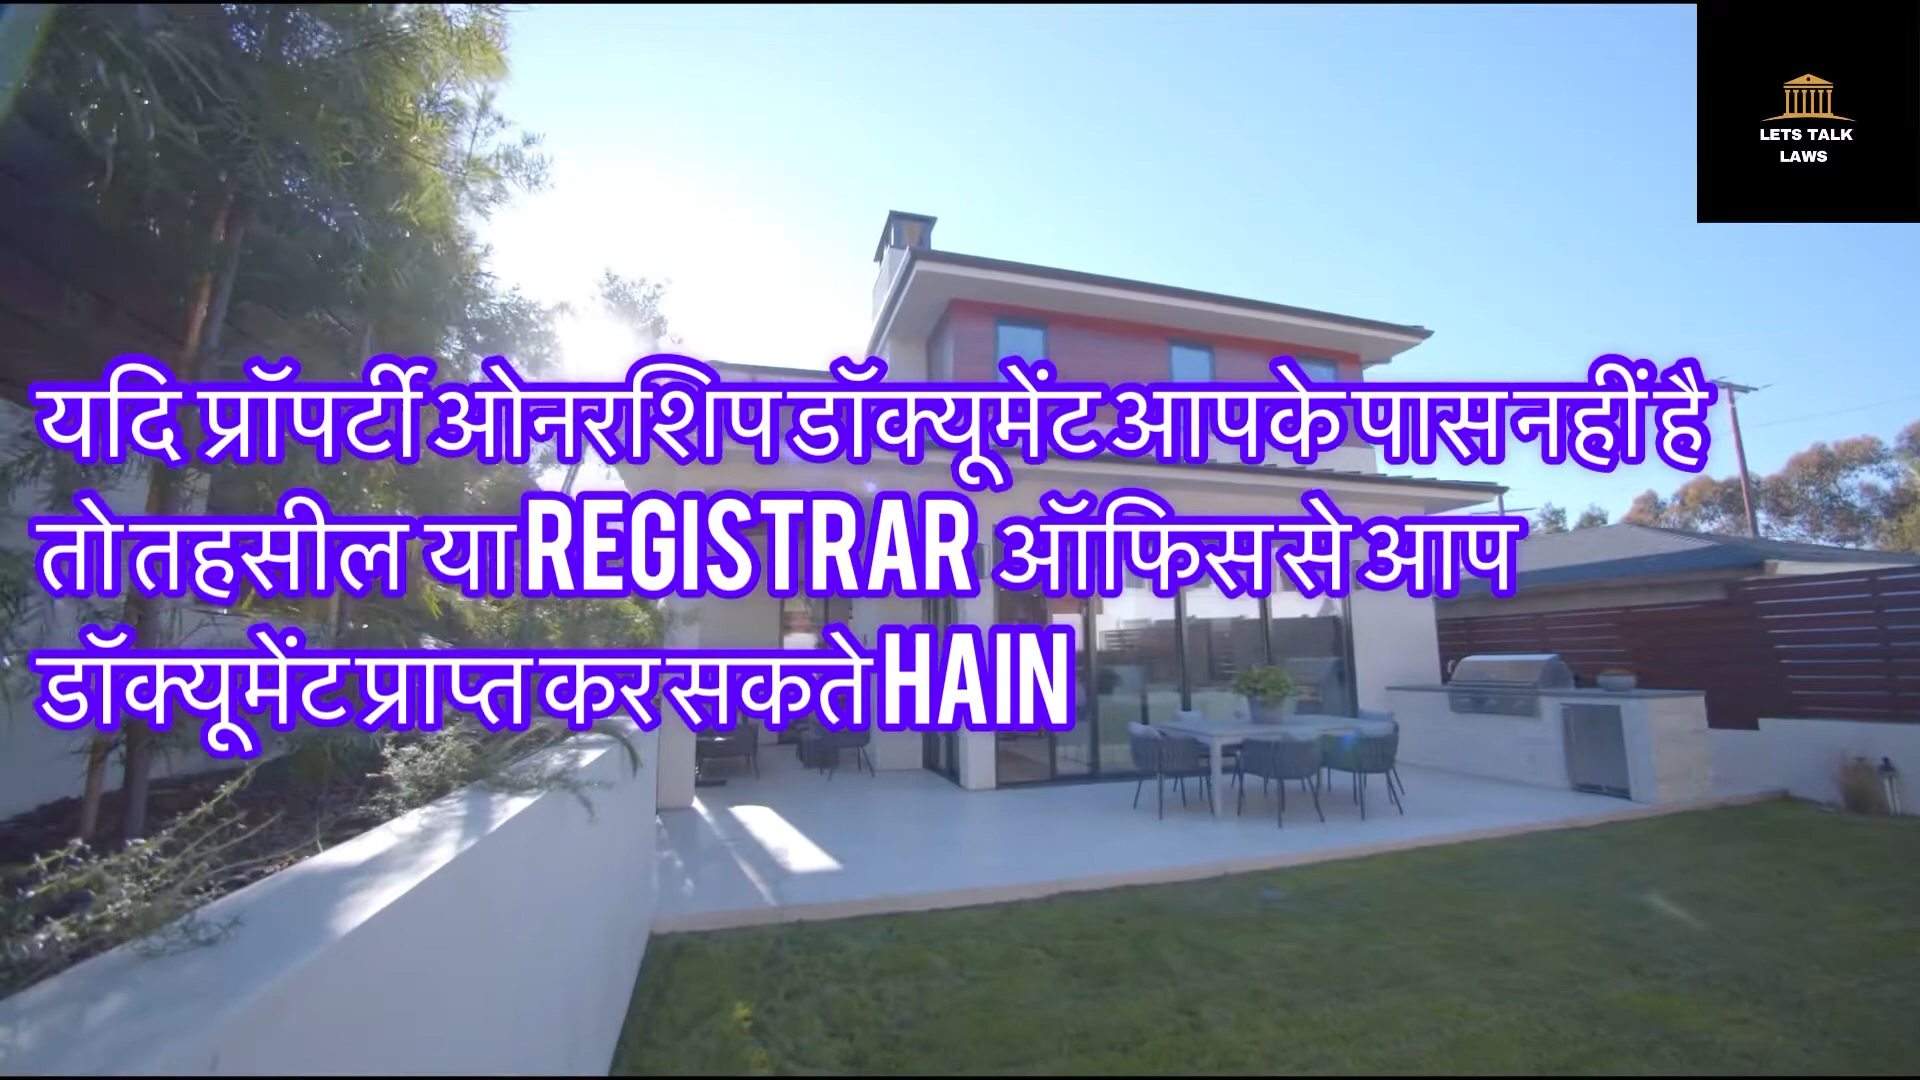 LETS TALK
LAWS
यदि प्रॉपर्टी ओनरशिप डॉक्यूमेंट आपके पास नहीं है
तो तहसील या REGISTRAR ऑफिस से आप
डॉक्यूमेंट प्राप्त कर सकते HAIN